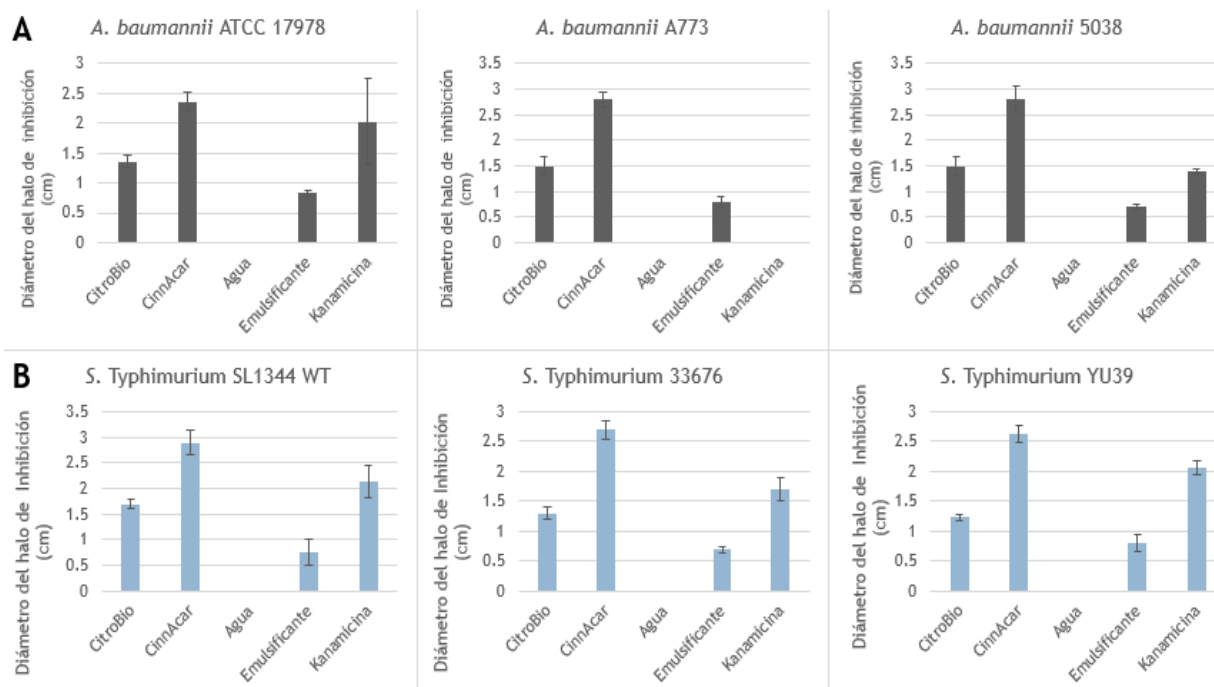 A
A. baumannii ATCC 17978
Diámetro del halo de inhibición
(cm)
3
2.5
2
1.5
1
0.5
0
CitroBio
CinnAcar
Agua
Emulsificante
Kanamicina
A. baumannii A773
Diámetro del halo de inhibición
(cm)
3.5
3
2.5
2
1.5
1
0.5
0
CitroBio
CinnAcar
Agua
Emulsificante
Kanamicina
A. baumannii 5038
Diámetro del halo de inhibición
(cm)
3.5
3
2.5
2
1.5
1
0.5
0
CitroBio
CinnAcar
Agua
Emulsificante
Kanamicina
B
S. Typhimurium SL1344 WT
Diámetro del halo de Inhibición
(cm)
3.5
3
2.5
2
1.5
1
0.5
0
CitroBio
CinnAcar
Agua
Emulsificante
Kanamicina
S. Typhimurium 33676
Diámetro del halo de Inhibición
(cm)
3
2.5
2
1.5
1
0.5
0
CitroBio
CinnAcar
Agua
Emulsificante
Kanamicina
S. Typhimurium YU39
Diámetro del halo de Inhibición
(cm)
3
2.5
2
1.5
1
0.5
0
CitroBio
CinnAcar
Agua
Emulsificante
Kanamicina